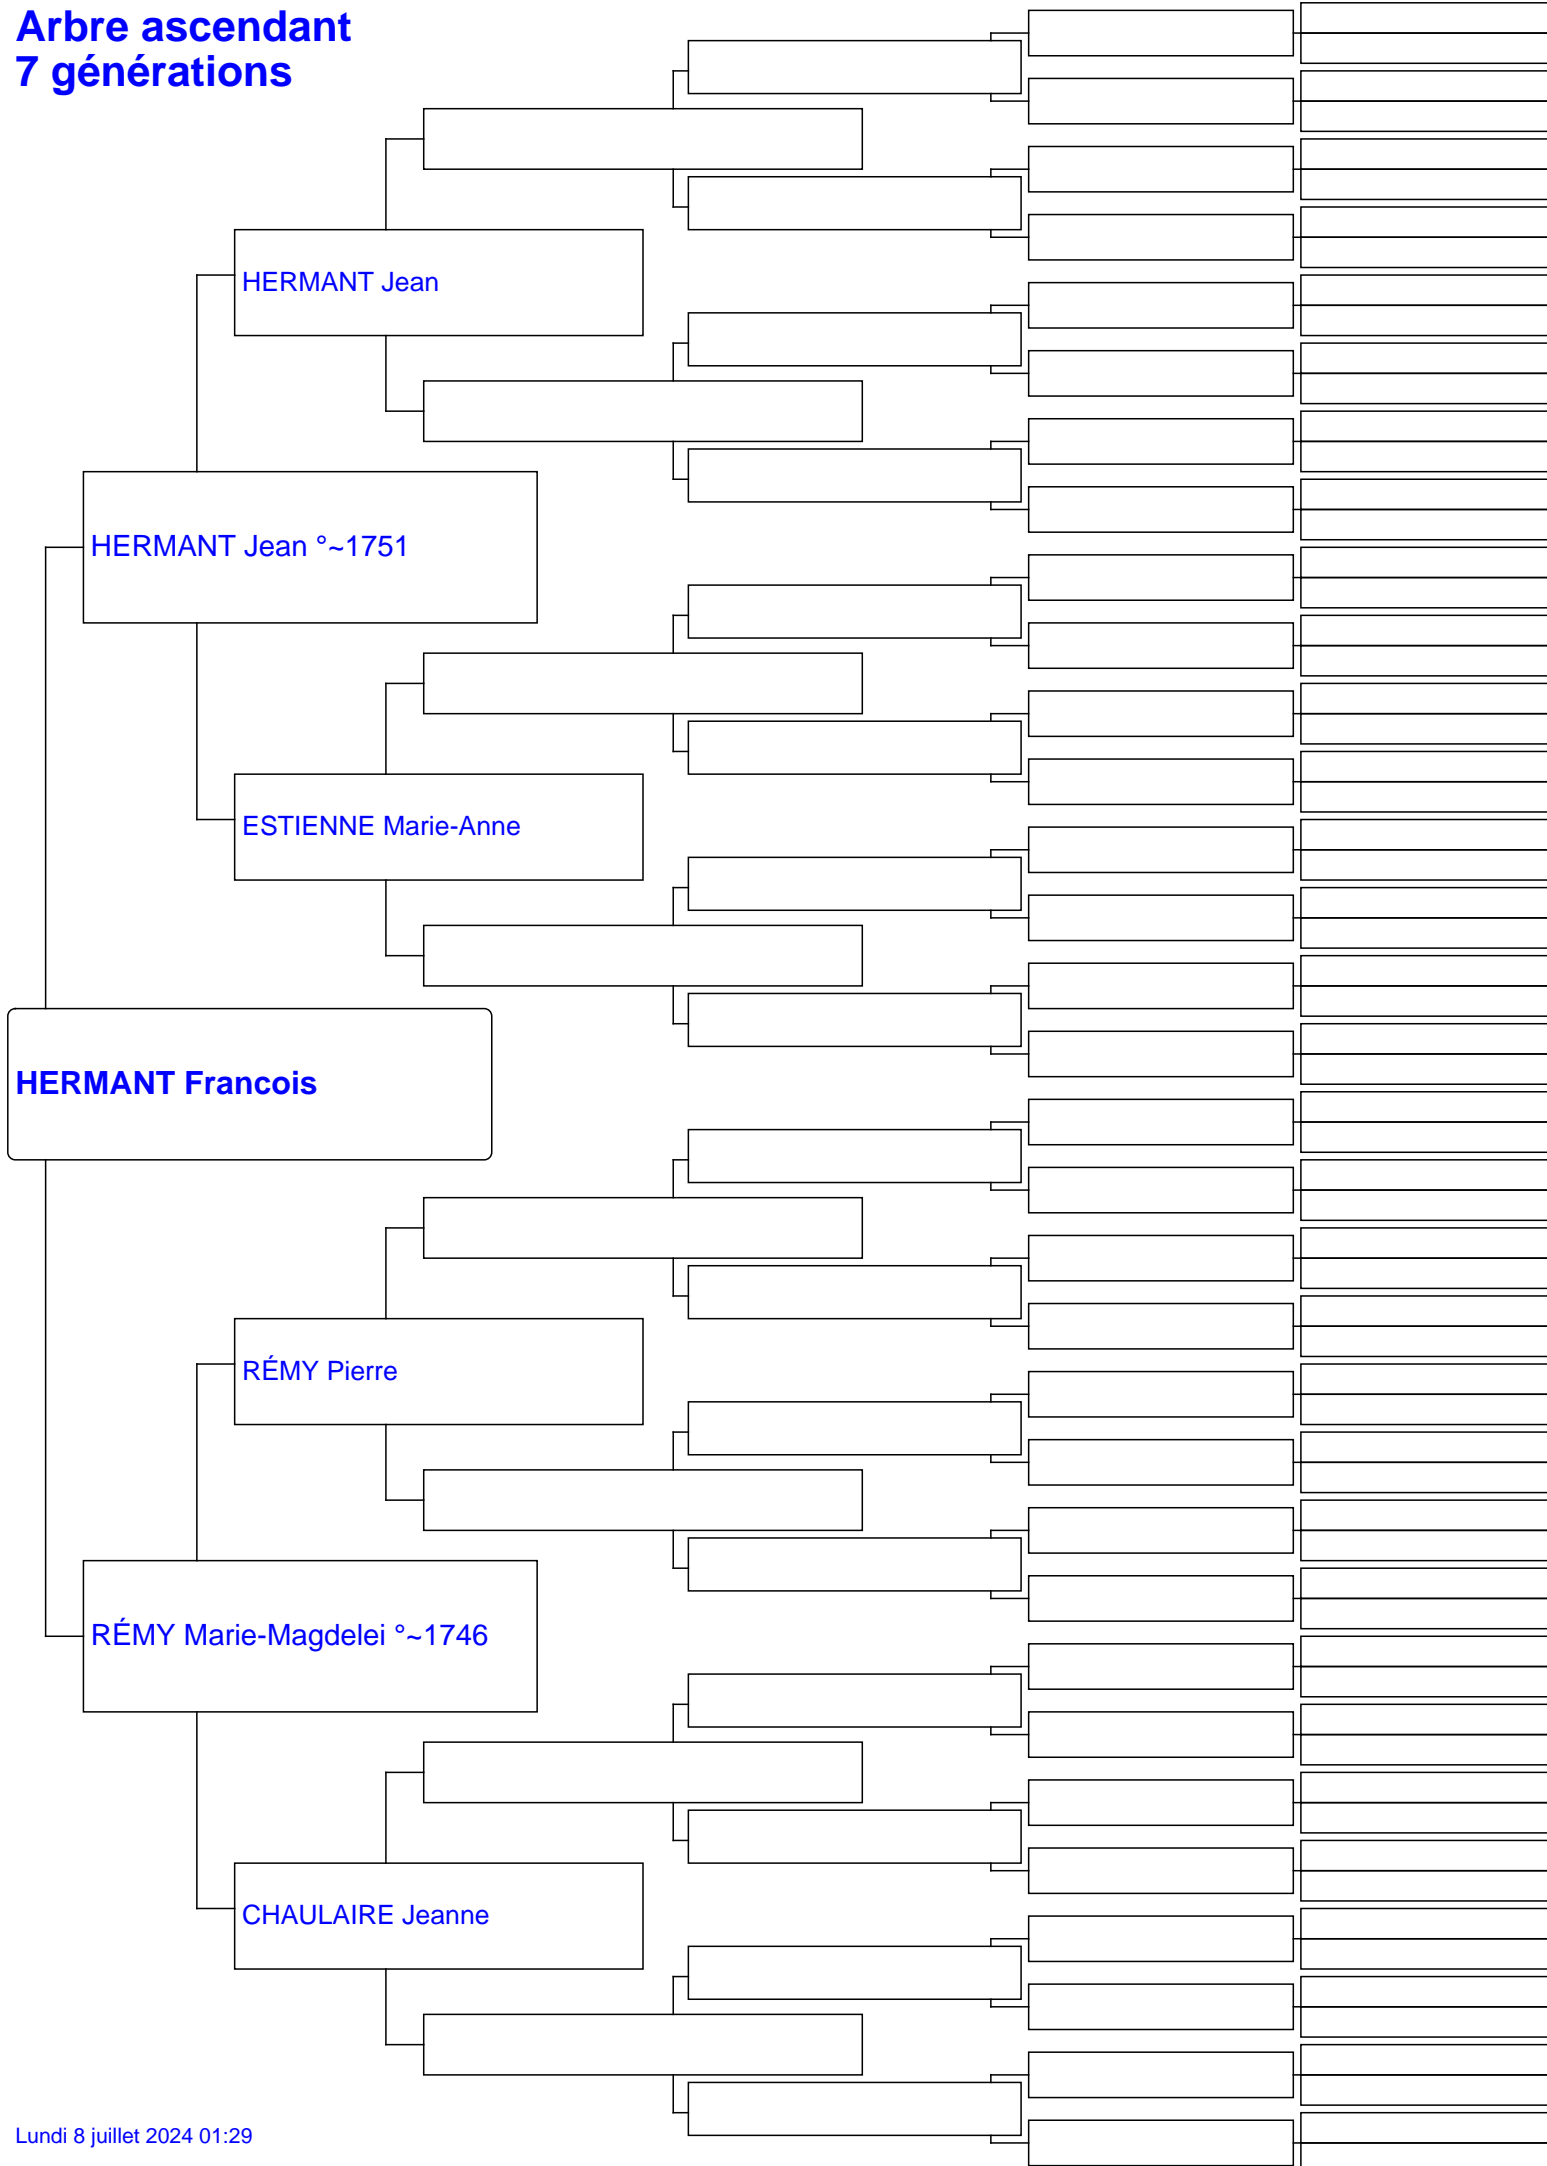 Arbre ascendant
7 générations
HERMANT Jean
HERMANT Jean °~1751
ESTIENNE Marie-Anne
HERMANT Francois
RÉMY Pierre
RÉMY Marie-Magdelei °~1746
CHAULAIRE Jeanne
Lundi 8 juillet 2024 01:29